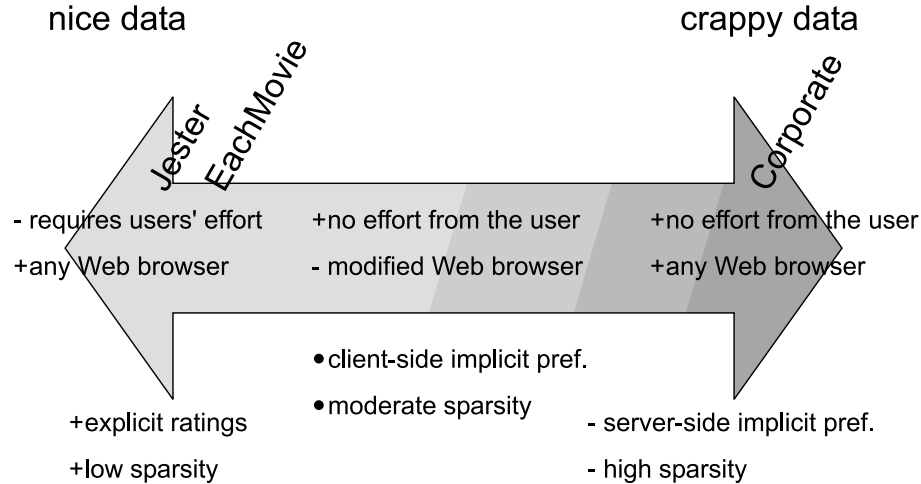 nice data
crappy data
Jester
EachMovie
Corporate
- requires users' effort
+any Web browser
+no effort from the user
- modified Web browser
+no effort from the user
+any Web browser
•client-side implicit pref.
•moderate sparsity
+explicit ratings
+low sparsity
- server-side implicit pref.
- high sparsity